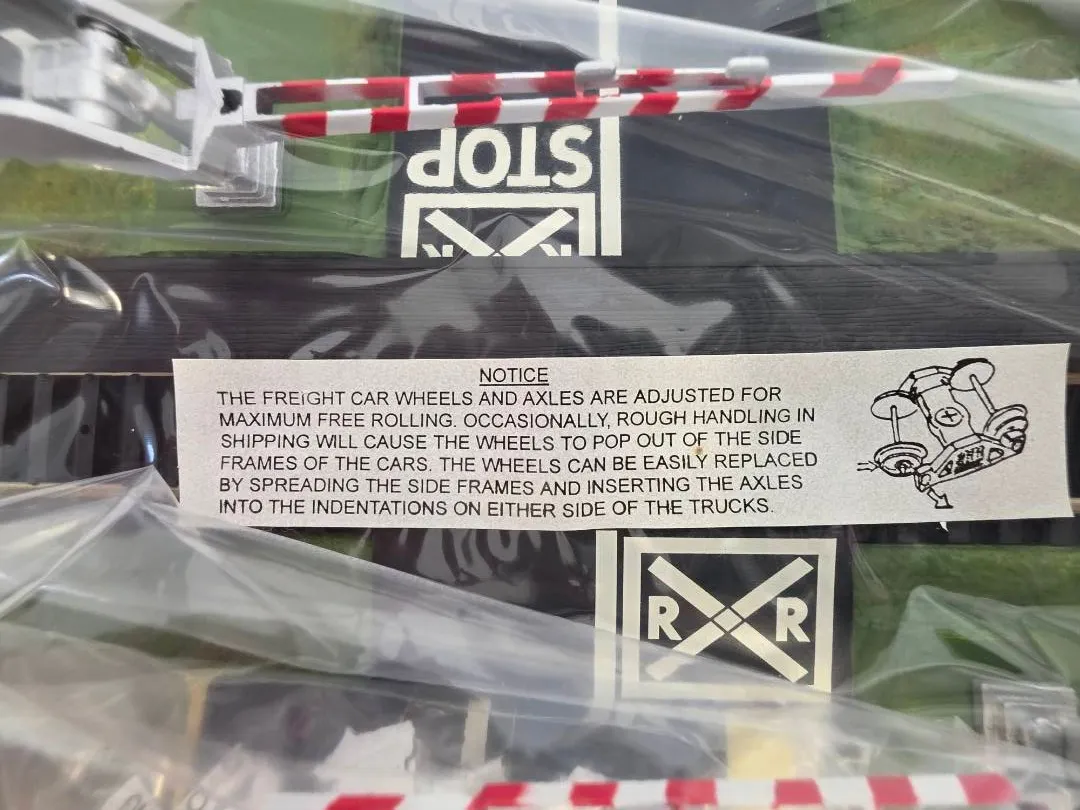 STOP
R R
NOTICE
THE FREIGHT CAR WHEELS AND AXLES ARE ADJUSTED FOR
MAXIMUM FREE ROLLING. OCCASIONALLY, ROUGH HANDLING IN
SHIPPING WILL CAUSE THE WHEELS TO POP OUT OF THE SIDE
FRAMES OF THE CARS. THE WHEELS CAN BE EASILY REPLACED
BY SPREADING THE SIDE FRAMES AND INSERTING THE AXLES
INTO THE INDENTATIONS ON EITHER SIDE OF THE TRUCKS.
R R